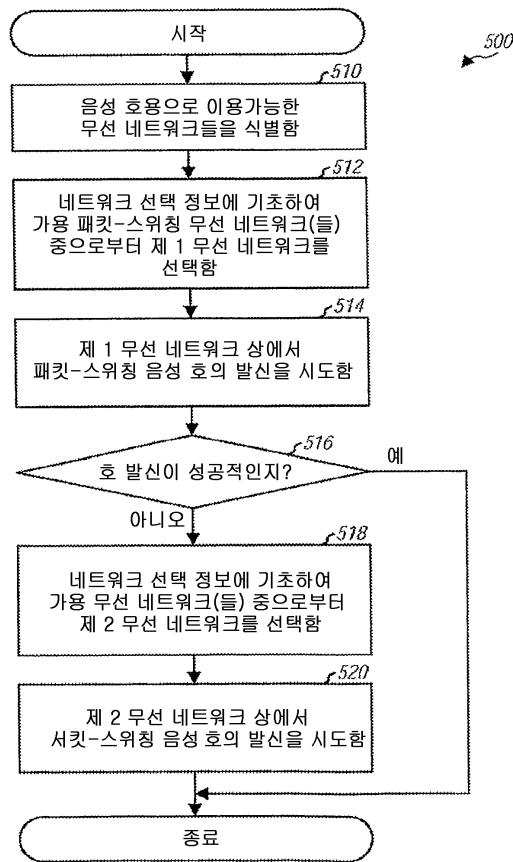 시작
500
510
음성 호용으로 이용가능한
무선 네트워크들을 식별함
512
네트워크 선택 정보에 기초하여
가용 패킷-스위칭 무선 네트워크(들)
중으로부터 제 1 무선 네트워크를
선택함
514
제 1 무선 네트워크 상에서
패킷-스위칭 음성 호의 발신을 시도함
516
호 발신이 성공적인지?
예
아니오
518
네트워크 선택 정보에 기초하여
가용 무선 네트워크(들) 중으로부터
제 2 무선 네트워크를 선택함
520
제 2 무선 네트워크 상에서
서킷-스위칭 음성 호의 발신을 시도함
종료